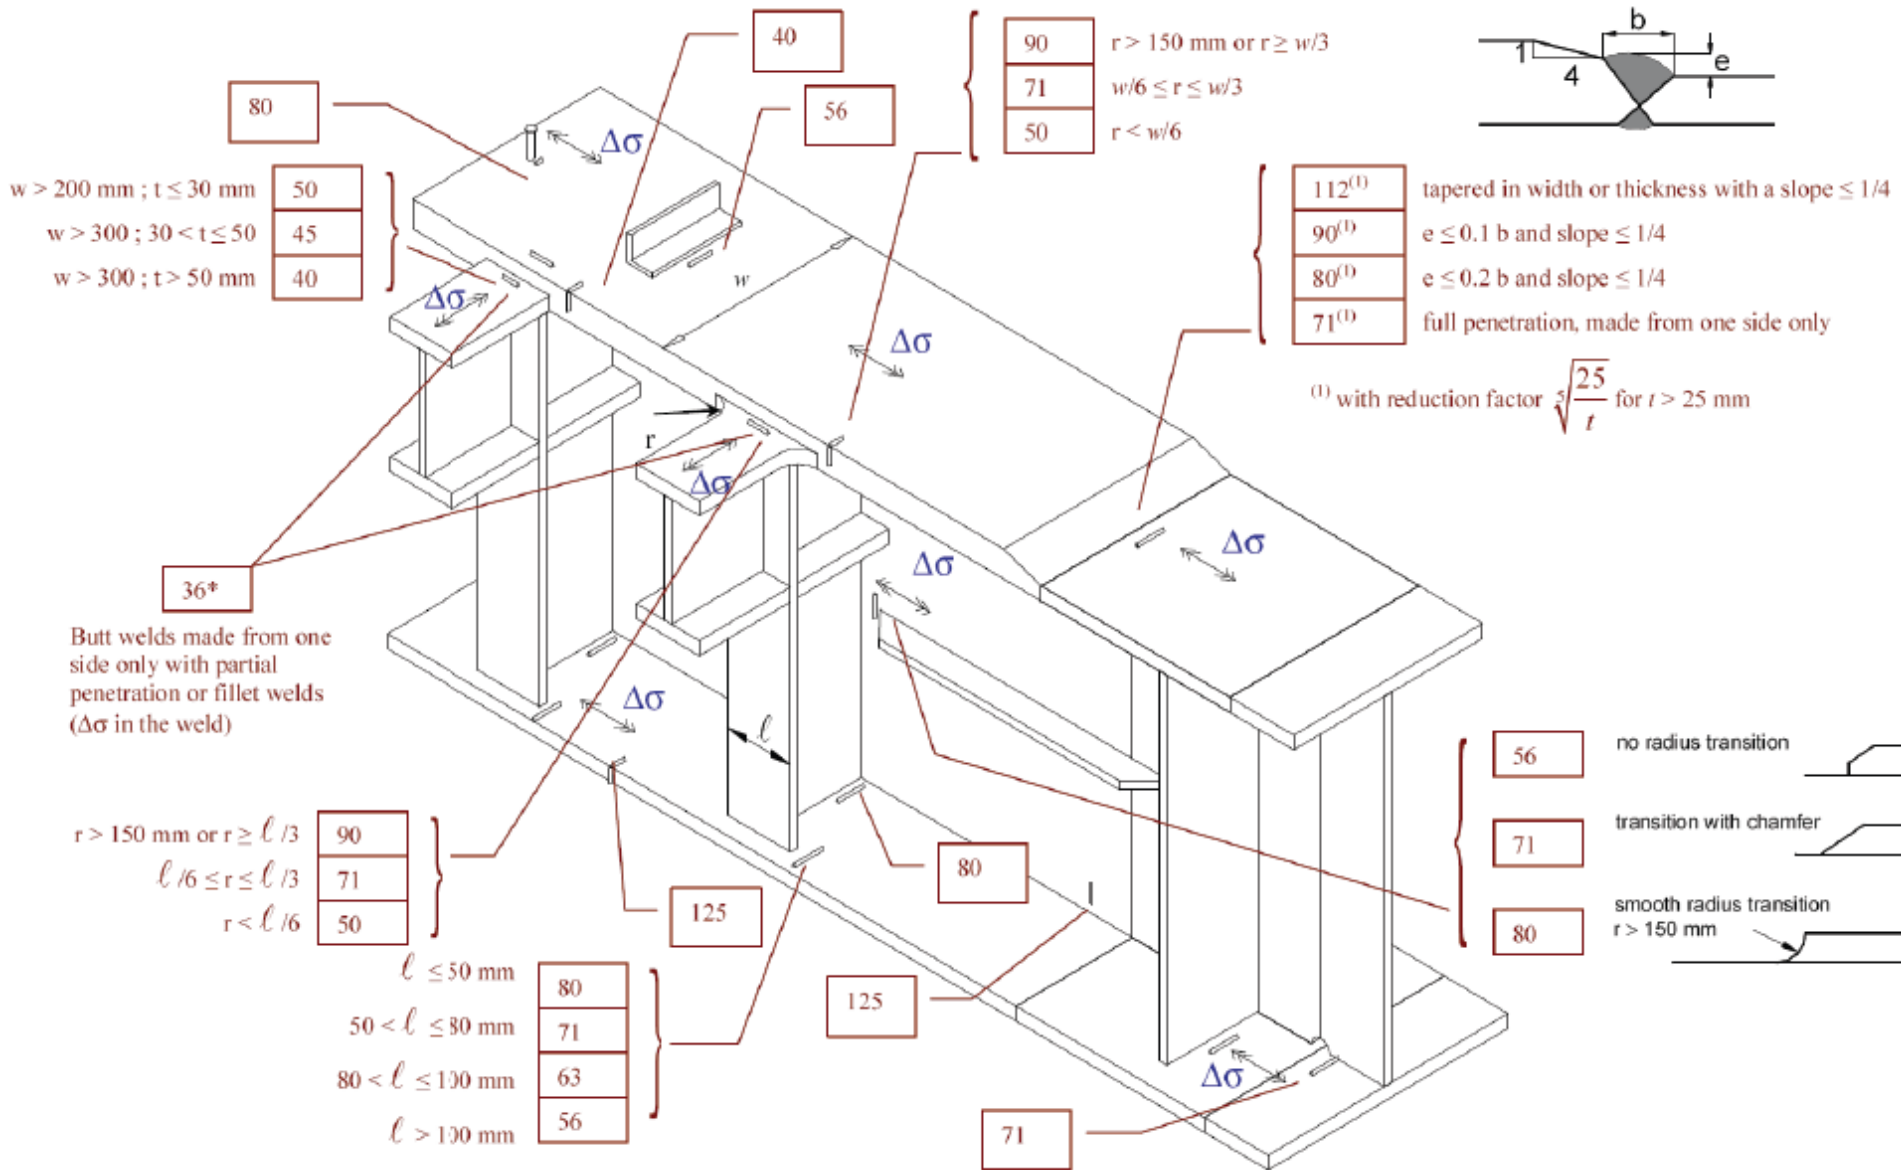 40
90 r > 150 mm or r ≥ w/3
71 w/6 ≤ r ≤ w/3
50 r < w/6
b
1
4
e
80
56
Δσ
w > 200 mm ; t ≤ 30 mm 50
w > 300 ; 30 < t ≤ 50 45
w > 300 ; t > 50 mm 40
112(1) tapered in width or thickness with a slope ≤ 1/4
90(1) e ≤ 0.1 b and slope ≤ 1/4
80(1) e ≤ 0.2 b and slope ≤ 1/4
71(1) full penetration, made from one side only
(1) with reduction factor ⁵√(25/t) for t > 25 mm
w
Δσ
Δσ
r
Δσ
Δσ
Δσ
36*
Butt welds made from one
side only with partial
penetration or fillet welds
(Δσ in the weld)
Δσ
ℓ
56 no radius transition
71 transition with chamfer
80 smooth radius transition
r > 150 mm
r > 150 mm or r ≥ ℓ /3 90
ℓ /6 ≤ r ≤ ℓ /3 71
r < ℓ /6 50
125
80
ℓ ≤ 50 mm 80
50 < ℓ ≤ 80 mm 71
80 < ℓ ≤ 100 mm 63
ℓ > 100 mm 56
125
Δσ
71